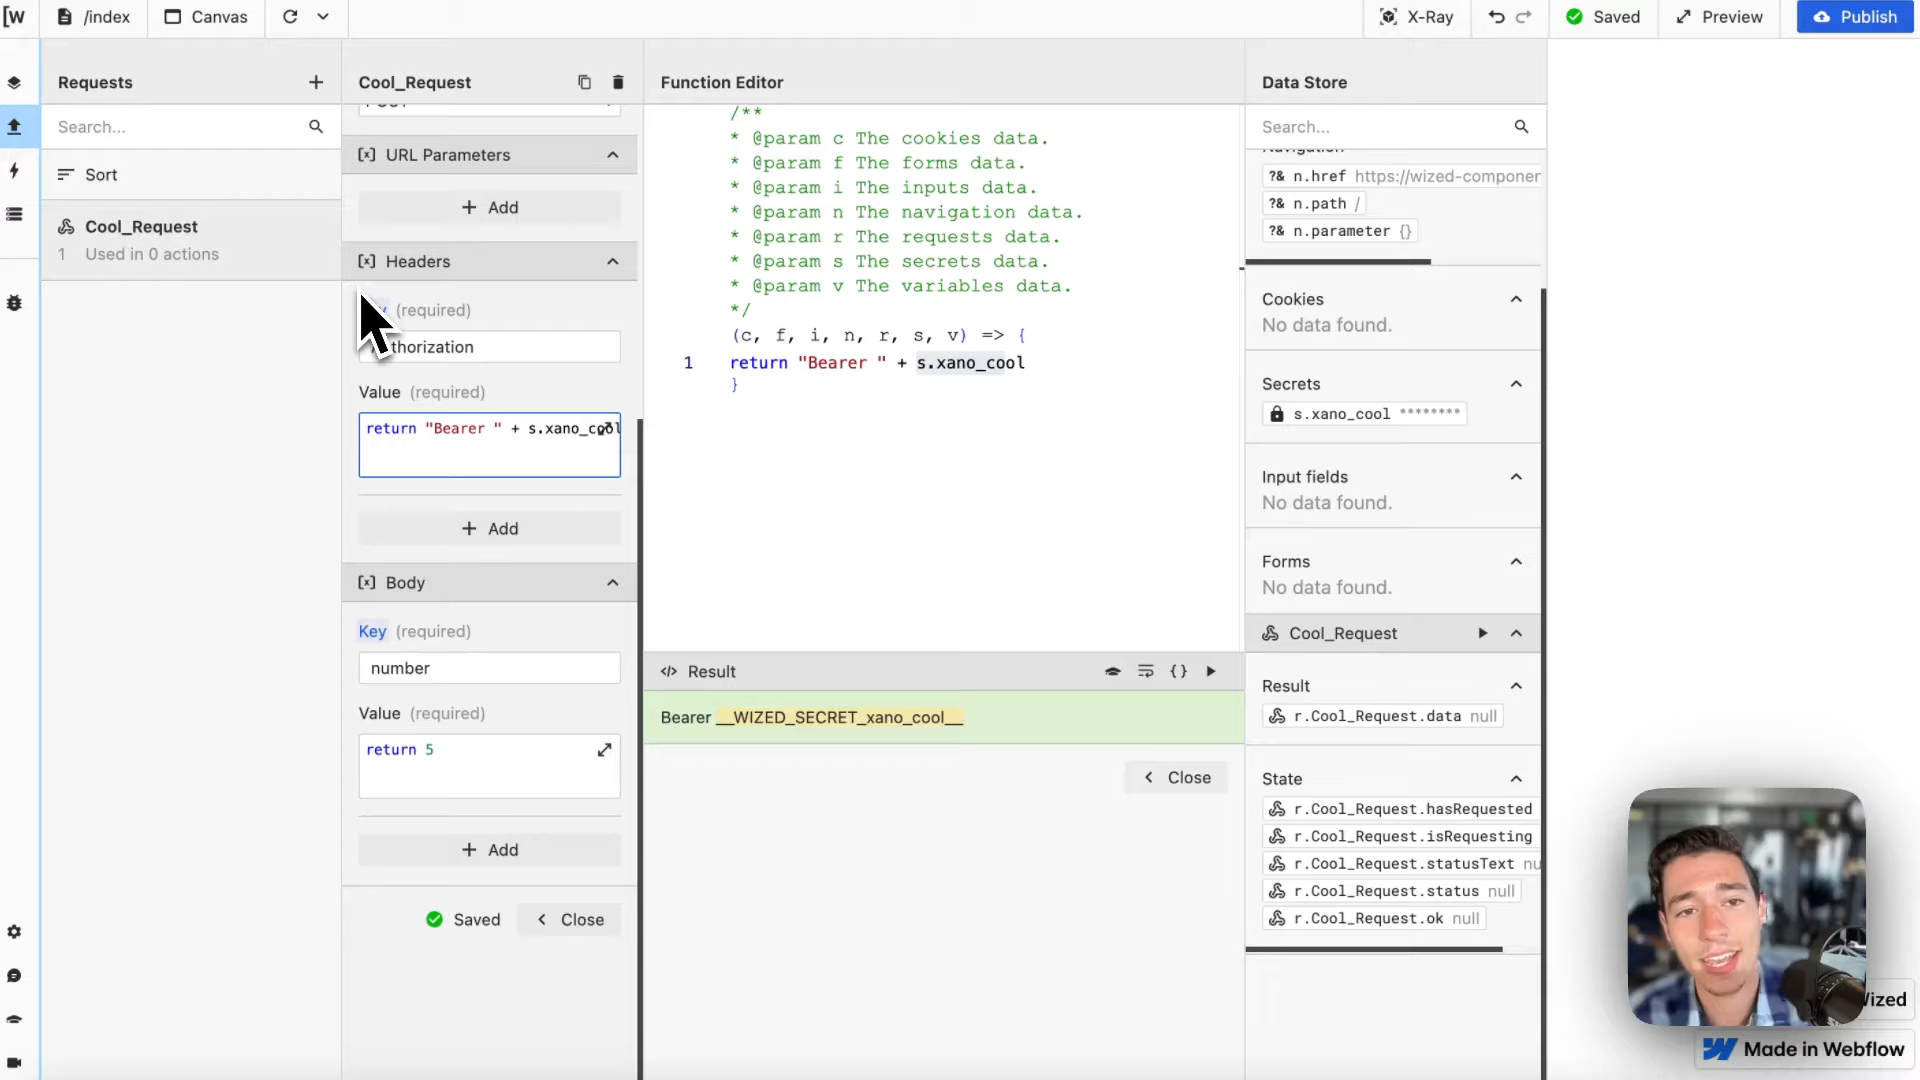 [W
/index
Canvas
X-Ray
Saved
Preview
Publish
Requests
Search...
Sort
Cool_Request
1 Used in 0 actions
Cool_Request
[x] URL Parameters
+ Add
[x] Headers
(required)
thorization
Value (required)
return "Bearer " + s.xano_cool
+ Add
[x] Body
Key (required)
number
Value (required)
return 5
+ Add
Saved
< Close
Function Editor
/**
* @param c The cookies data.
* @param f The forms data.
* @param i The inputs data.
* @param n The navigation data.
* @param r The requests data.
* @param s The secrets data.
* @param v The variables data.
*/
(c, f, i, n, r, s, v) => {
1 return "Bearer " + s.xano_cool
}
</> Result
{}
Bearer __WIZED_SECRET_xano_cool__
< Close
Data Store
Search...
Navigation
?& n.href https://wized-componen
?& n.path /
?& n.parameter {}
Cookies
No data found.
Secrets
s.xano_cool ********
Input fields
No data found.
Forms
No data found.
Cool_Request
Result
r.Cool_Request.data null
State
r.Cool_Request.hasRequested
r.Cool_Request.isRequesting
r.Cool_Request.statusText nu
r.Cool_Request.status null
r.Cool_Request.ok null
ized
Made in Webflow